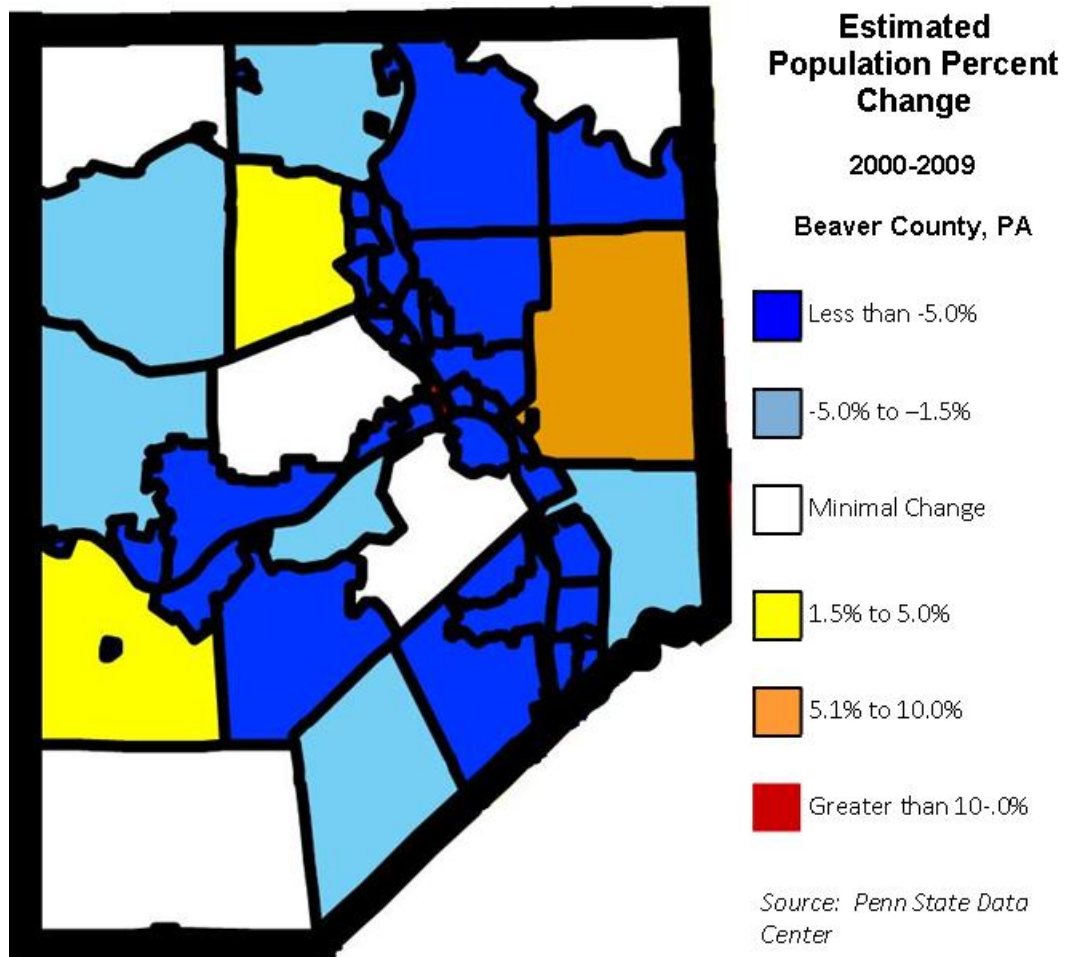 Estimated
Population Percent
Change
2000-2009
Beaver County, PA
Less than -5.0%
-5.0% to –1.5%
Minimal Change
1.5% to 5.0%
5.1% to 10.0%
Greater than 10-.0%
Source:  Penn State Data
Center